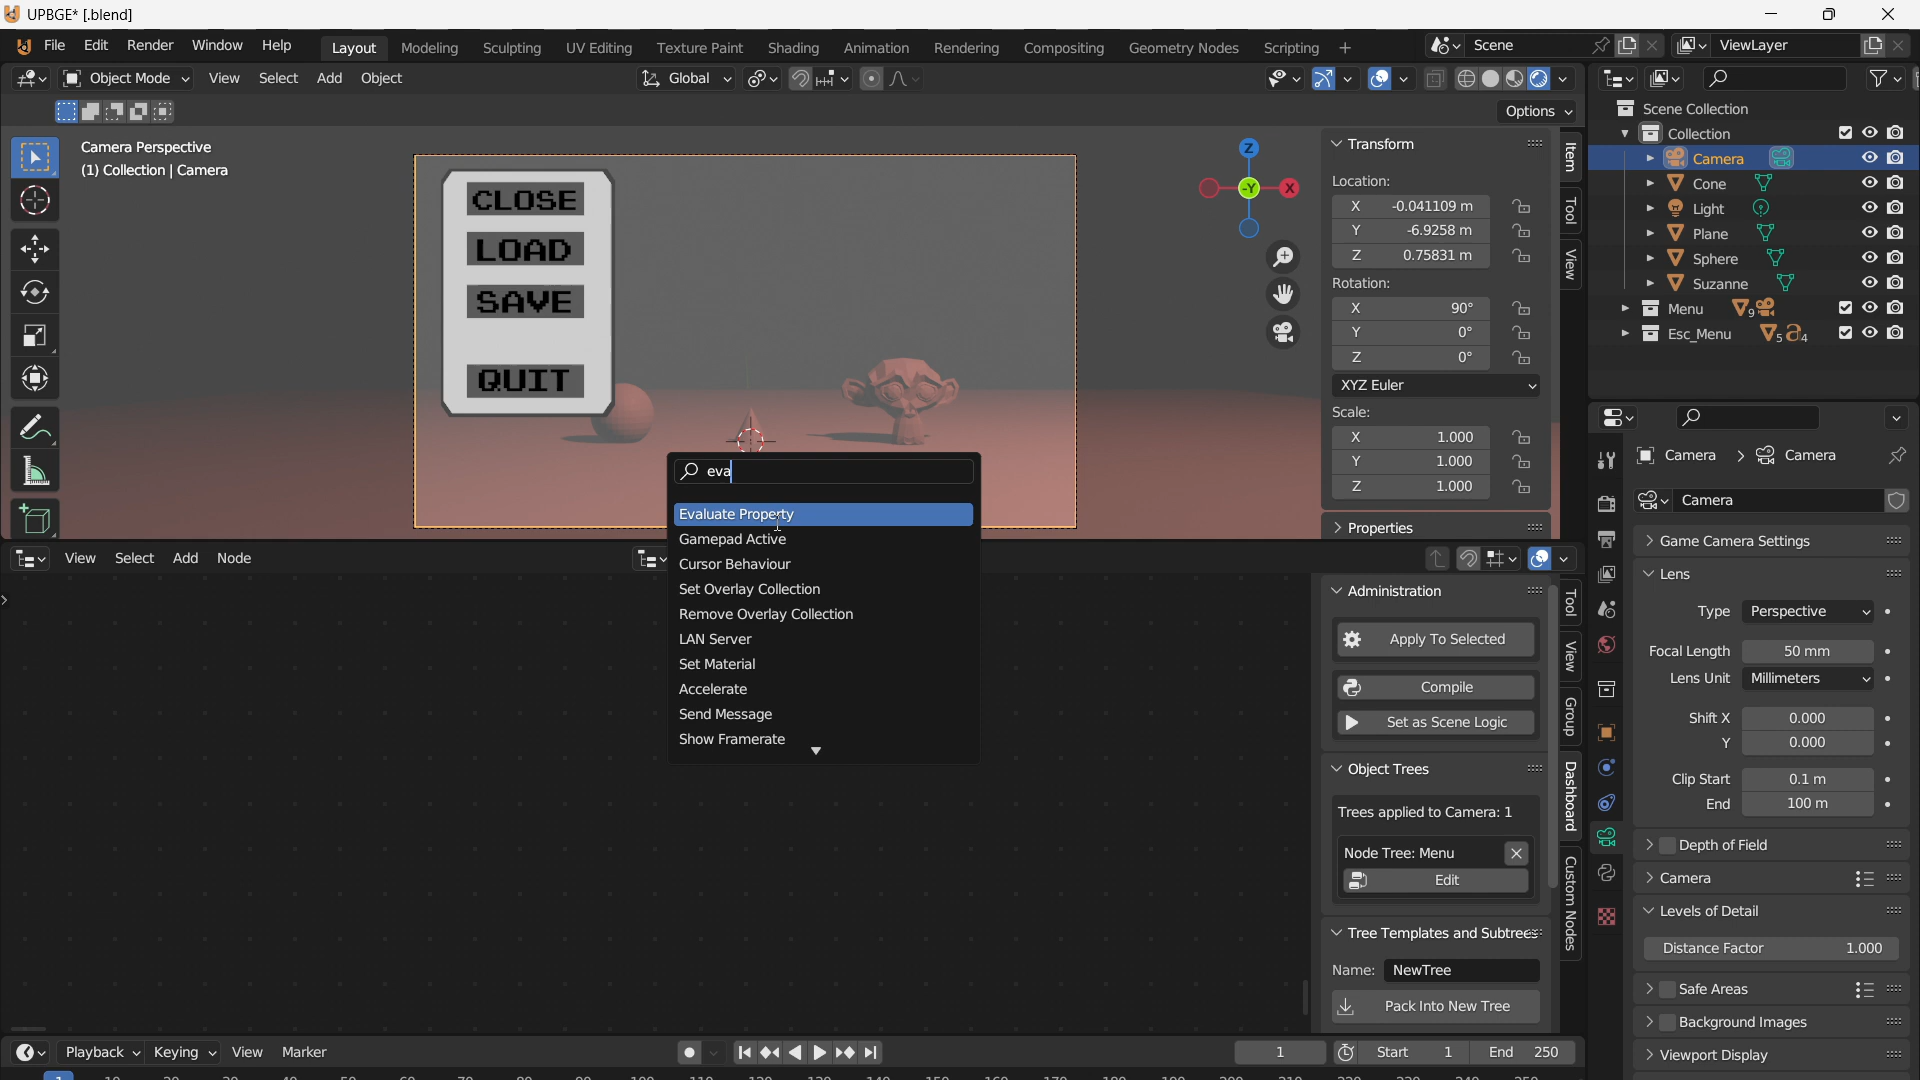 UPBGE* [.blend]
File Edit Render Window Help Layout Modeling Sculpting UV Editing Texture Paint Shading Animation Rendering Compositing Geometry Nodes Scripting + Scene ViewLayer
Object Mode View Select Add Object Global
Options
Camera Perspective
(1) Collection | Camera
CLOSE
LOAD
SAVE
QUIT
Z
-Y
X
Transform
Location:
X -0.041109 m
Y -6.9258 m
Z 0.75831 m
Rotation:
X 90°
Y 0°
Z 0°
XYZ Euler
Scale:
X 1.000
Y 1.000
Z 1.000
Properties
Item
Tool
View
Scene Collection
Collection
Camera
Cone
Light
Plane
Sphere
Suzanne
Menu 9
Esc_Menu 5 4
eva
Evaluate Property
Gamepad Active
Cursor Behaviour
Set Overlay Collection
Remove Overlay Collection
LAN Server
Set Material
Accelerate
Send Message
Show Framerate
View Select Add Node
Administration
Apply To Selected
Compile
Set as Scene Logic
Object Trees
Trees applied to Camera: 1
Node Tree: Menu
Edit
Tree Templates and Subtrees
Name: NewTree
Pack Into New Tree
Tool
View
Group
Dashboard
Custom Nodes
Camera > Camera
Camera
Game Camera Settings
Lens
Type Perspective
Focal Length 50 mm
Lens Unit Millimeters
Shift X 0.000
Y 0.000
Clip Start 0.1 m
End 100 m
Depth of Field
Camera
Levels of Detail
Distance Factor 1.000
Safe Areas
Background Images
Viewport Display
Playback Keying View Marker 1 Start 1 End 250
1